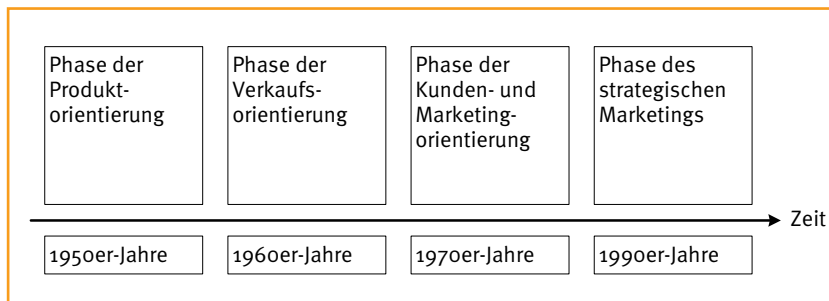 Phase der
Produkt-
orientierung
Phase der
Verkaufs-
orientierung
Phase der
Kunden- und
Marketing-
orientierung
Phase des
strategischen
Marketings
Zeit
1950er-Jahre
1960er-Jahre
1970er-Jahre
1990er-Jahre